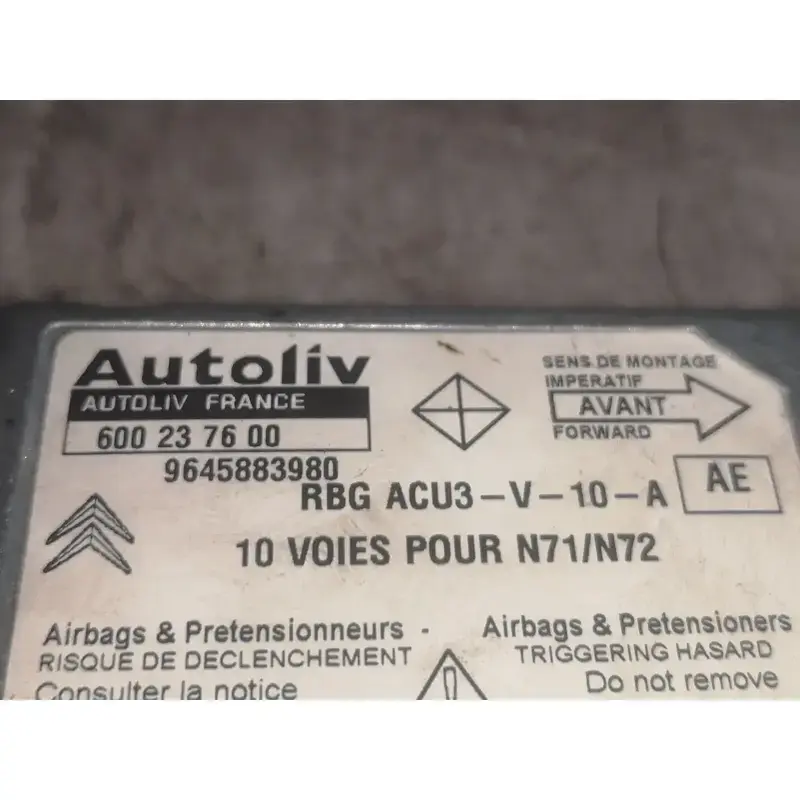 Autoliv
AUTOLIV FRANCE
600 23 76 00
9645883980
SENS DE MONTAGE
IMPERATIF
AVANT
FORWARD
RBG ACU3-V-10-A
AE
10 VOIES POUR N71/N72
Airbags & Pretensionneurs -
RISQUE DE DECLENCHEMENT
Consulter la notice
Airbags & Pretensioners
TRIGGERING HASARD
Do not remove